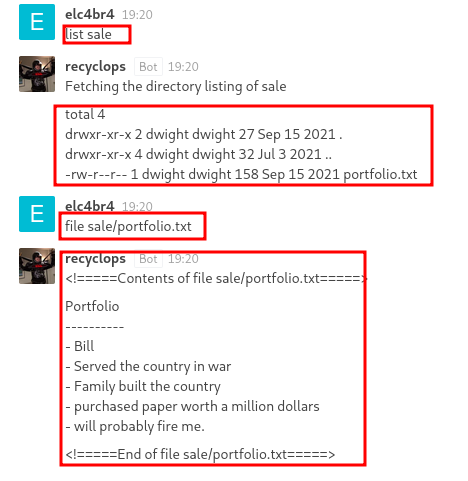 E
elc4br4 19:20
list sale
recyclops Bot 19:20
Fetching the directory listing of sale
total 4
drwxr-xr-x 2 dwight dwight 27 Sep 15 2021 .
drwxr-xr-x 4 dwight dwight 32 Jul 3 2021 ..
-rw-r--r-- 1 dwight dwight 158 Sep 15 2021 portfolio.txt
E
elc4br4 19:20
file sale/portfolio.txt
recyclops Bot 19:20
<!=====Contents of file sale/portfolio.txt=====>
Portfolio
----------
- Bill
- Served the country in war
- Family built the country
- purchased paper worth a million dollars
- will probably fire me.
<!=====End of file sale/portfolio.txt=====>